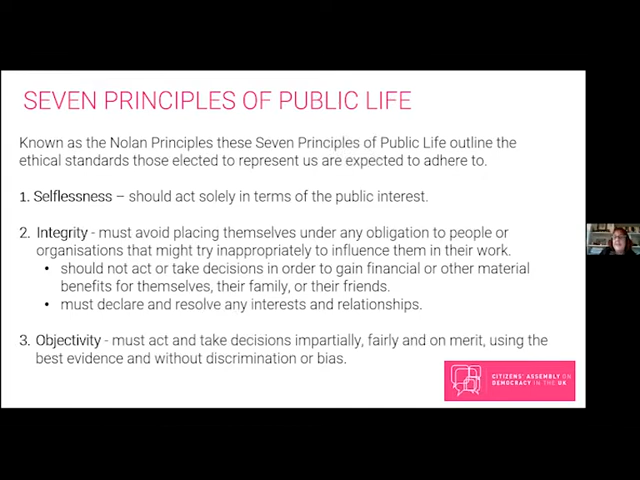 SEVEN PRINCIPLES OF PUBLIC LIFE
Known as the Nolan Principles these Seven Principles of Public Life outline the
ethical standards those elected to represent us are expected to adhere to.
1. Selflessness – should act solely in terms of the public interest.
2. Integrity - must avoid placing themselves under any obligation to people or
organisations that might try inappropriately to influence them in their work.
• should not act or take decisions in order to gain financial or other material
benefits for themselves, their family, or their friends.
• must declare and resolve any interests and relationships.
3. Objectivity - must act and take decisions impartially, fairly and on merit, using the
best evidence and without discrimination or bias.
CITIZENS' ASSEMBLY ON
DEMOCRACY IN THE UK